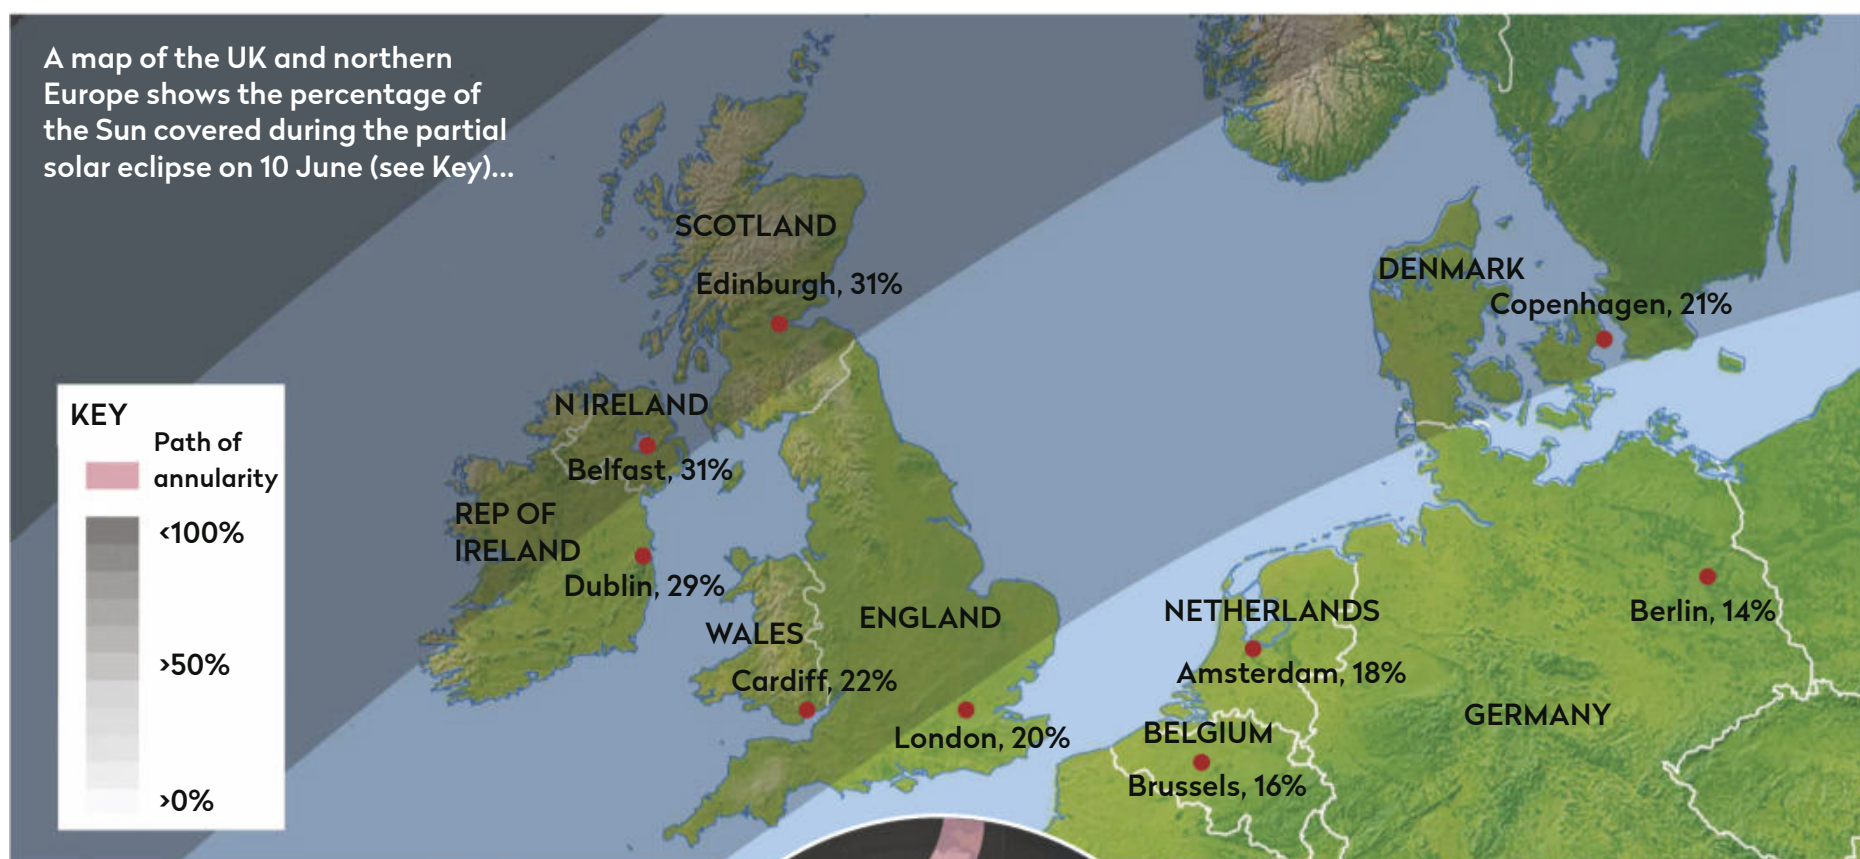 A map of the UK and northern
Europe shows the percentage of
the Sun covered during the partial
solar eclipse on 10 June (see Key)...
SCOTLAND
Edinburgh, 31%
DENMARK
Copenhagen, 21%
KEY
Path of
annularity
<100%
>50%
>0%
N IRELAND
Belfast, 31%
REP OF
IRELAND
Dublin, 29%
WALES
Cardiff, 22%
ENGLAND
London, 20%
NETHERLANDS
Amsterdam, 18%
BELGIUM
Brussels, 16%
Berlin, 14%
GERMANY